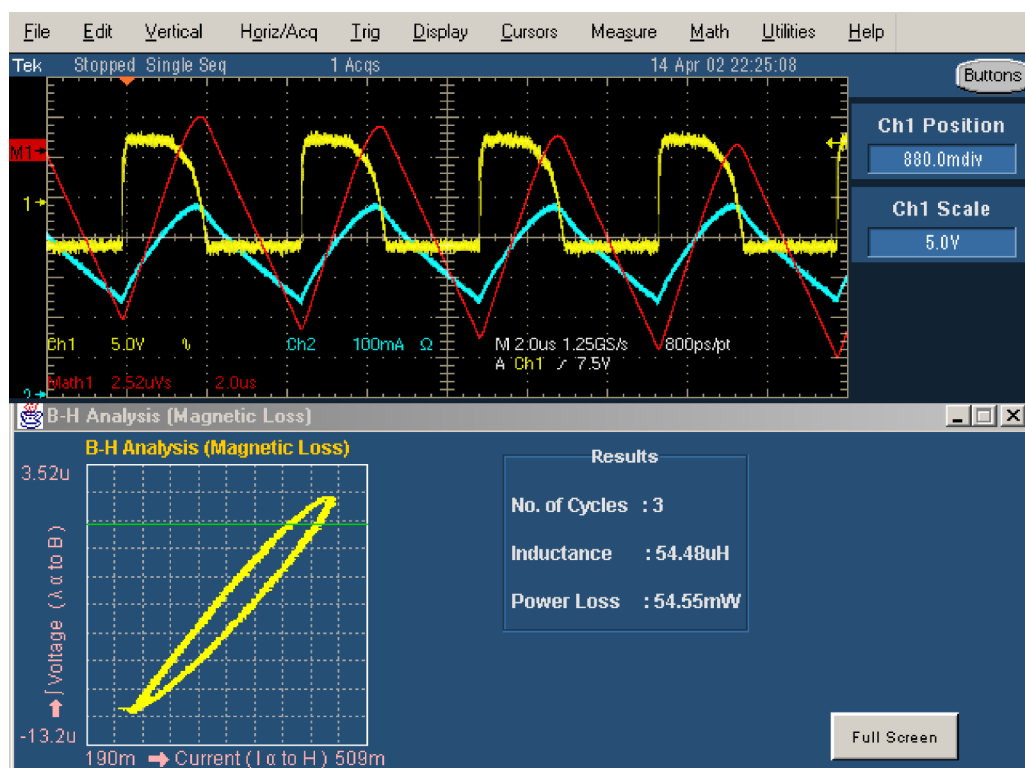 File Edit Vertical Horiz/Acq Trig Display Cursors Measure Math Utilities Help
Tek Stopped Single Seq 1 Acqs 14 Apr 02 22:25:08
Buttons
Ch1 Position
880.0mdiv
Ch1 Scale
5.0V
M1
1
Ch1 5.0V Ch2 100mA Ω M 2.0us 1.25GS/s 800ps/pt
A Ch1 7.5V
Math1 2.52uVs 2.0us
2
B-H Analysis (Magnetic Loss)
B-H Analysis (Magnetic Loss)
3.52u
∫Voltage (λ α to B)
-13.2u
190m Current ( I α to H ) 509m
Results
No. of Cycles : 3
Inductance : 54.48uH
Power Loss : 54.55mW
Full Screen